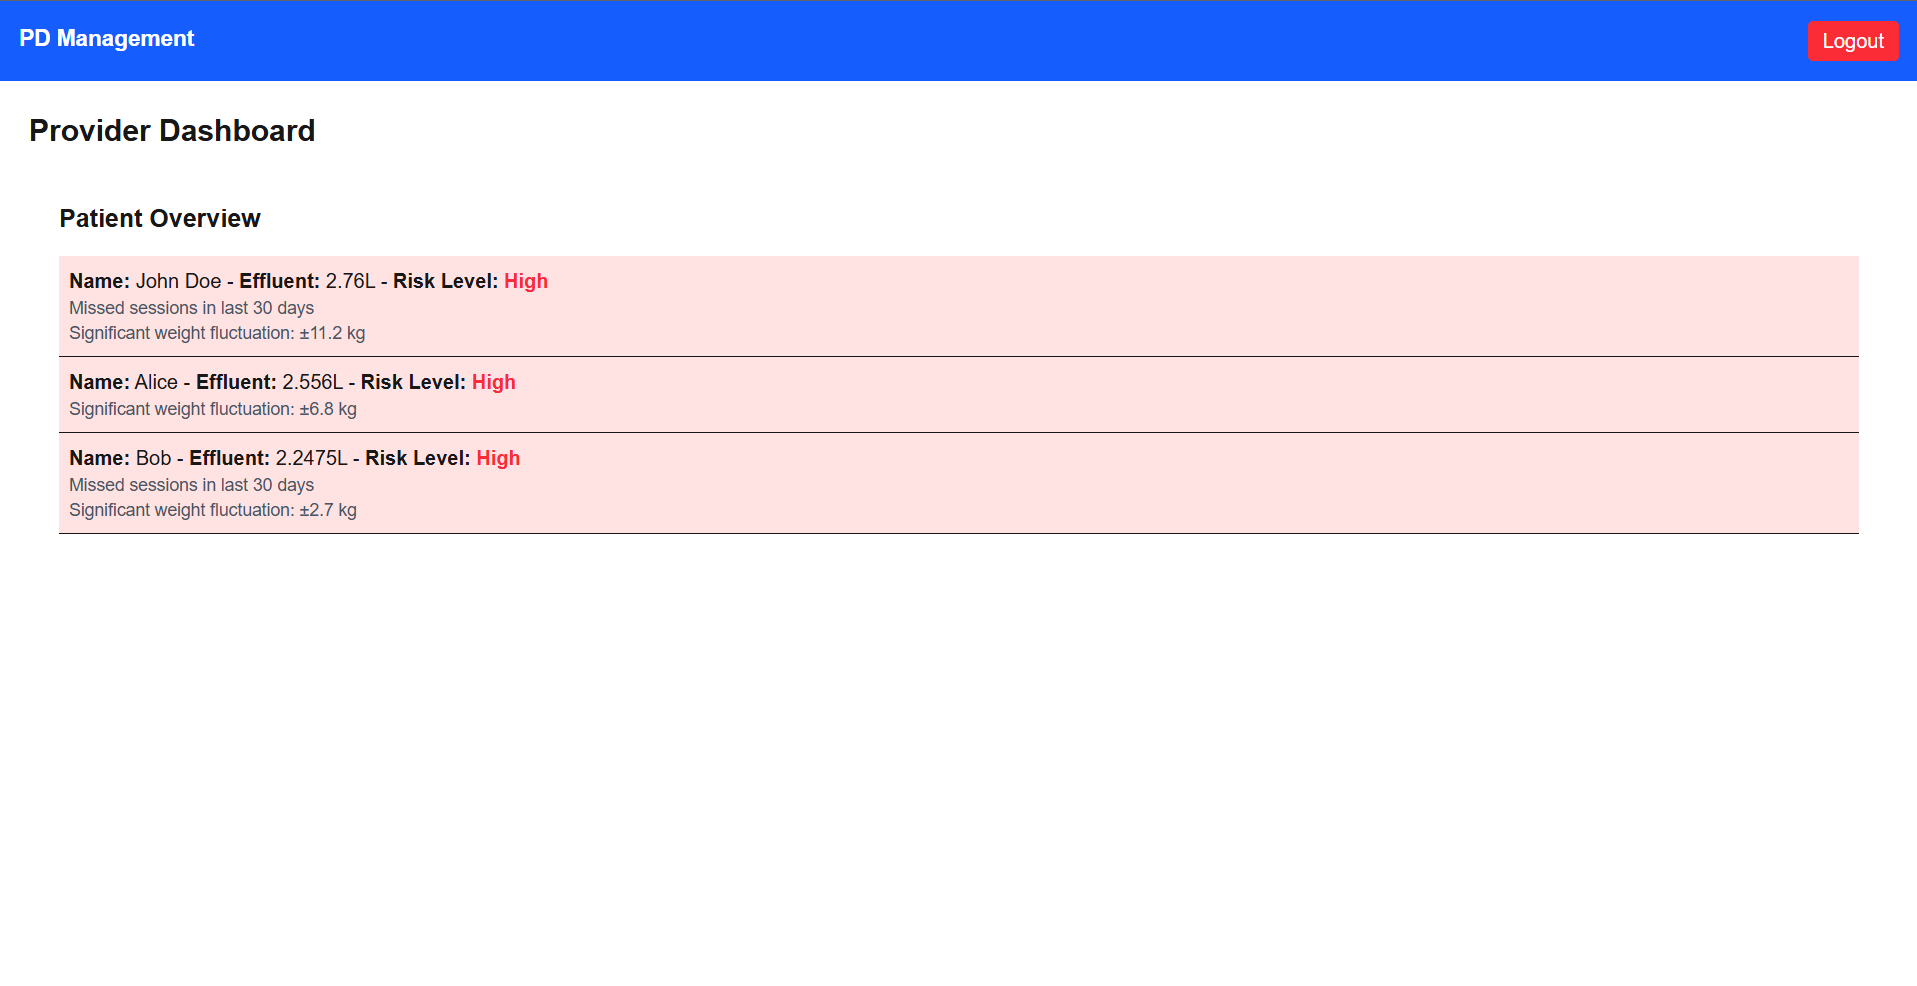 PD Management
Logout
Provider Dashboard
Patient Overview
Name: John Doe - Effluent: 2.76L - Risk Level: High
Missed sessions in last 30 days
Significant weight fluctuation: ±11.2 kg
Name: Alice - Effluent: 2.556L - Risk Level: High
Significant weight fluctuation: ±6.8 kg
Name: Bob - Effluent: 2.2475L - Risk Level: High
Missed sessions in last 30 days
Significant weight fluctuation: ±2.7 kg